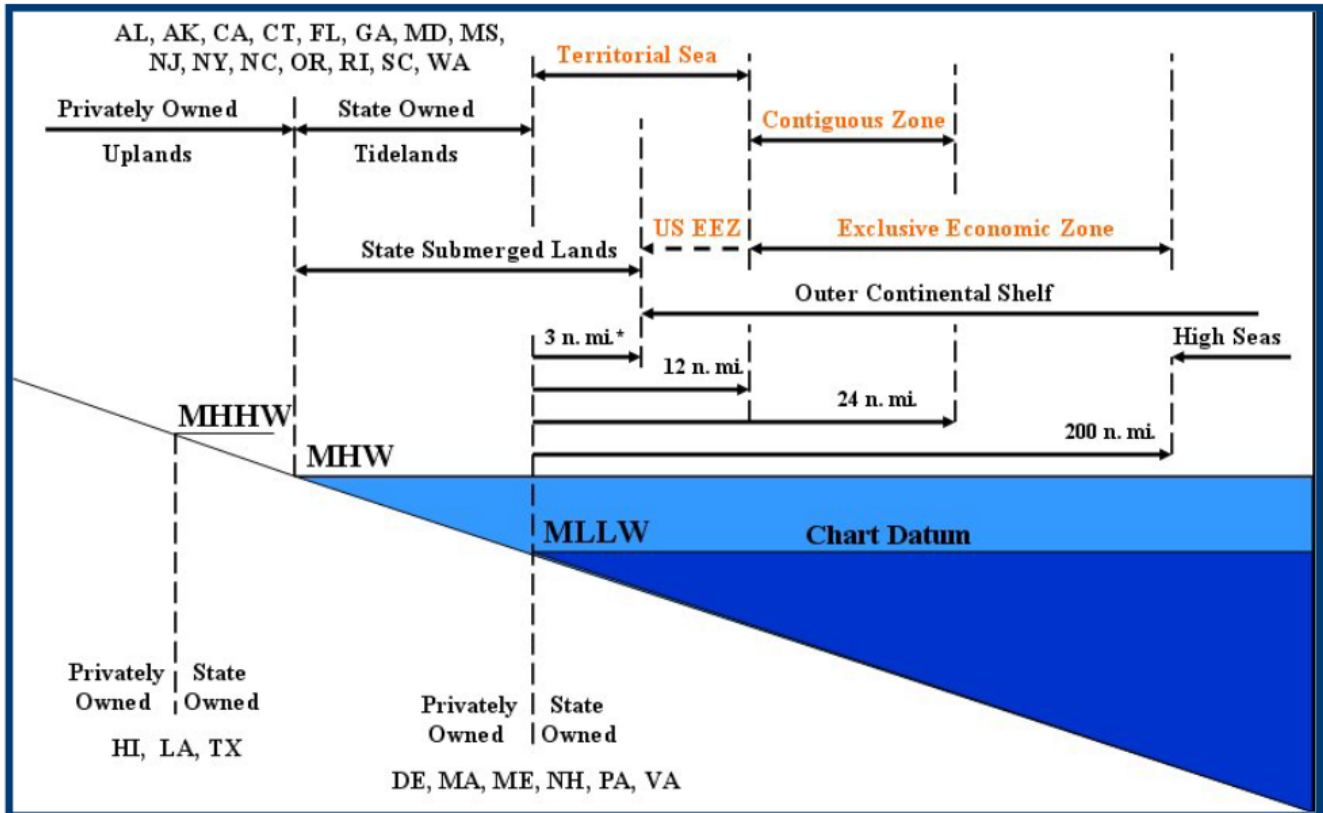 AL, AK, CA, CT, FL, GA, MD, MS,
NJ, NY, NC, OR, RI, SC, WA
Territorial Sea
Privately Owned
State Owned
Contiguous Zone
Uplands
Tidelands
US EEZ
Exclusive Economic Zone
State Submerged Lands
Outer Continental Shelf
3 n. mi.*
High Seas
12 n. mi.
24 n. mi.
200 n. mi.
MHHW
MHW
MLLW
Chart Datum
Privately
Owned
State
Owned
HI, LA, TX
Privately
Owned
State
Owned
DE, MA, ME, NH, PA, VA